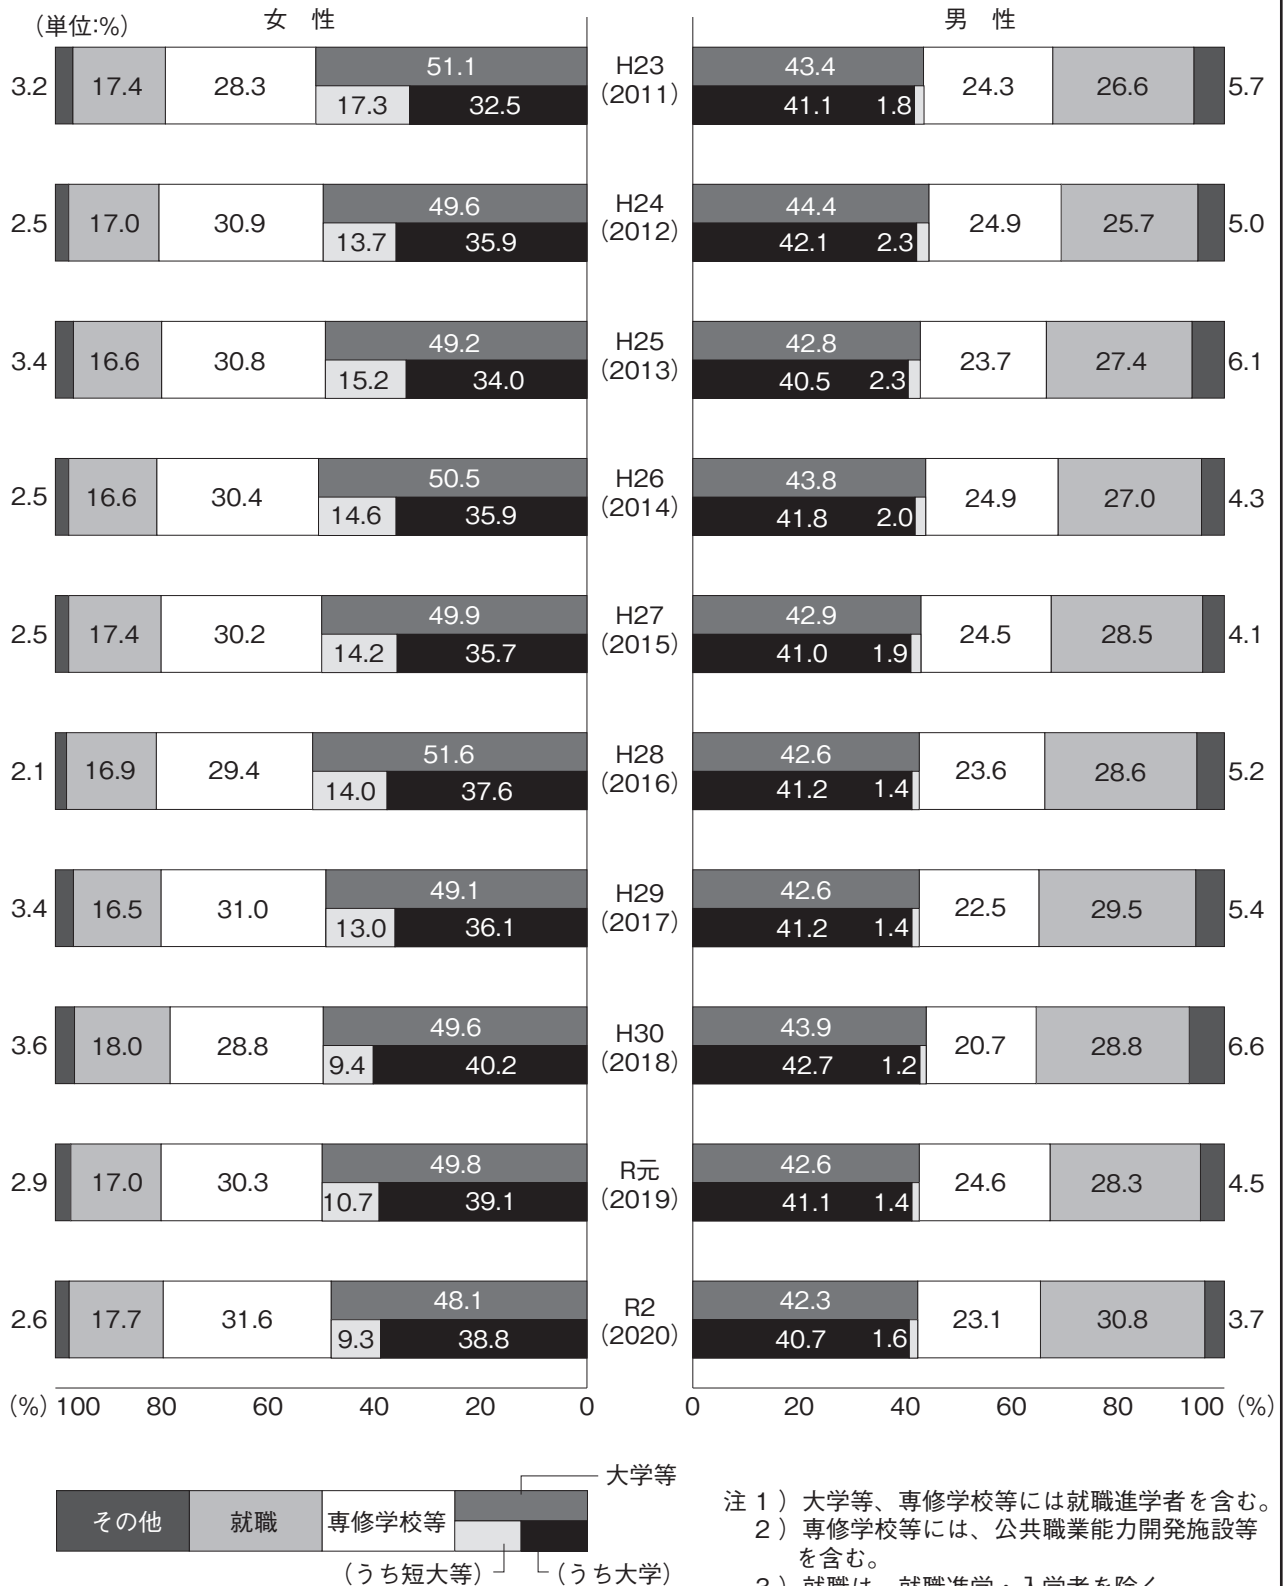 （単位:%）
女　性
男　性
3.2 17.4 28.3 51.1 H23 43.4 24.3 26.6 5.7
17.3 32.5 （2011） 41.1 1.8
2.5 17.0 30.9 49.6 H24 44.4 24.9 25.7 5.0
13.7 35.9 （2012） 42.1 2.3
3.4 16.6 30.8 49.2 H25 42.8 23.7 27.4 6.1
15.2 34.0 （2013） 40.5 2.3
2.5 16.6 30.4 50.5 H26 43.8 24.9 27.0 4.3
14.6 35.9 （2014） 41.8 2.0
2.5 17.4 30.2 49.9 H27 42.9 24.5 28.5 4.1
14.2 35.7 （2015） 41.0 1.9
2.1 16.9 29.4 51.6 H28 42.6 23.6 28.6 5.2
14.0 37.6 （2016） 41.2 1.4
3.4 16.5 31.0 49.1 H29 42.6 22.5 29.5 5.4
13.0 36.1 （2017） 41.2 1.4
3.6 18.0 28.8 49.6 H30 43.9 20.7 28.8 6.6
9.4 40.2 （2018） 42.7 1.2
2.9 17.0 30.3 49.8 R元 42.6 24.6 28.3 4.5
10.7 39.1 （2019） 41.1 1.4
2.6 17.7 31.6 48.1 R2 42.3 23.1 30.8 3.7
9.3 38.8 （2020） 40.7 1.6
（%）100 80 60 40 20 0 0 20 40 60 80 100（%）
大学等
その他 就職 専修学校等
（うち短大等） （うち大学）
注 1 ）大学等、専修学校等には就職進学者を含む。
2 ）専修学校等には、公共職業能力開発施設等
を含む。
3 ）就職は、就職進学・入学者を除く